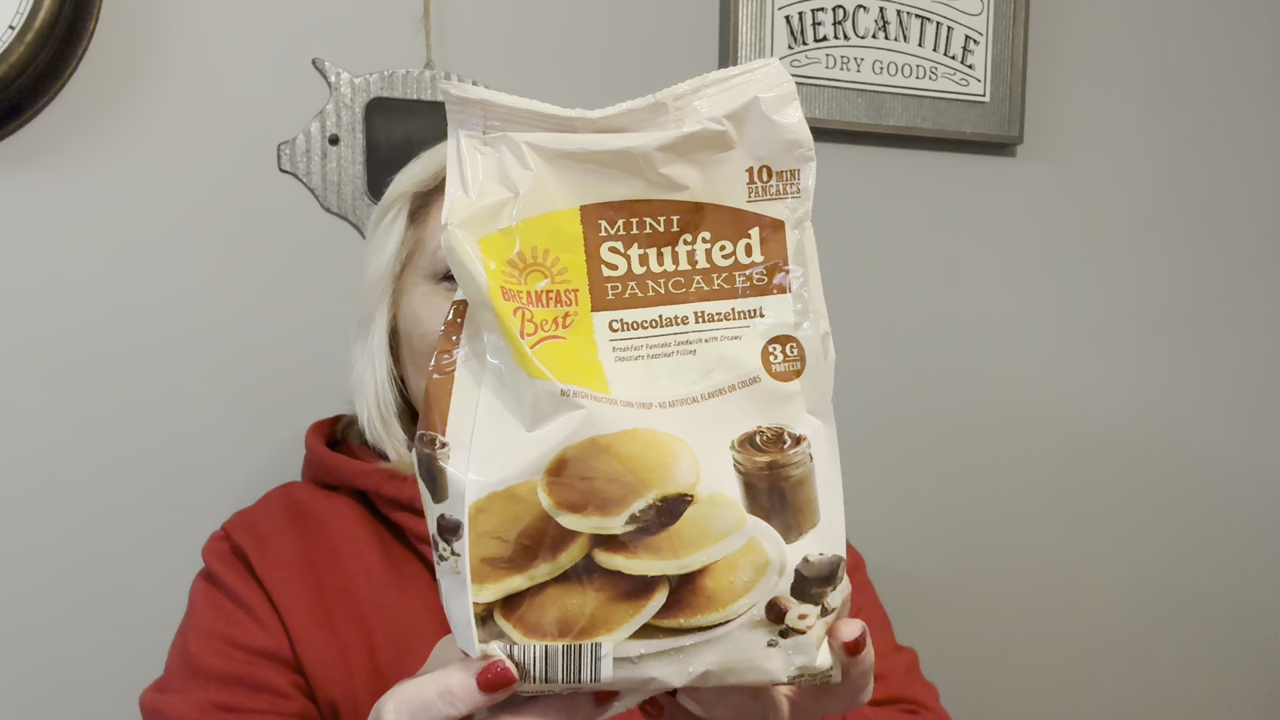 MERCANTILE
DRY GOODS
10 MINI
PANCAKES
MINI
Stuffed
PANCAKES
BREAKFAST
Best®
Chocolate Hazelnut
Breakfast Pancake Sandwich with Creamy
Chocolate Hazelnut Filling
3G
PROTEIN
NO HIGH FRUCTOSE CORN SYRUP • NO ARTIFICIAL FLAVORS OR COLORS